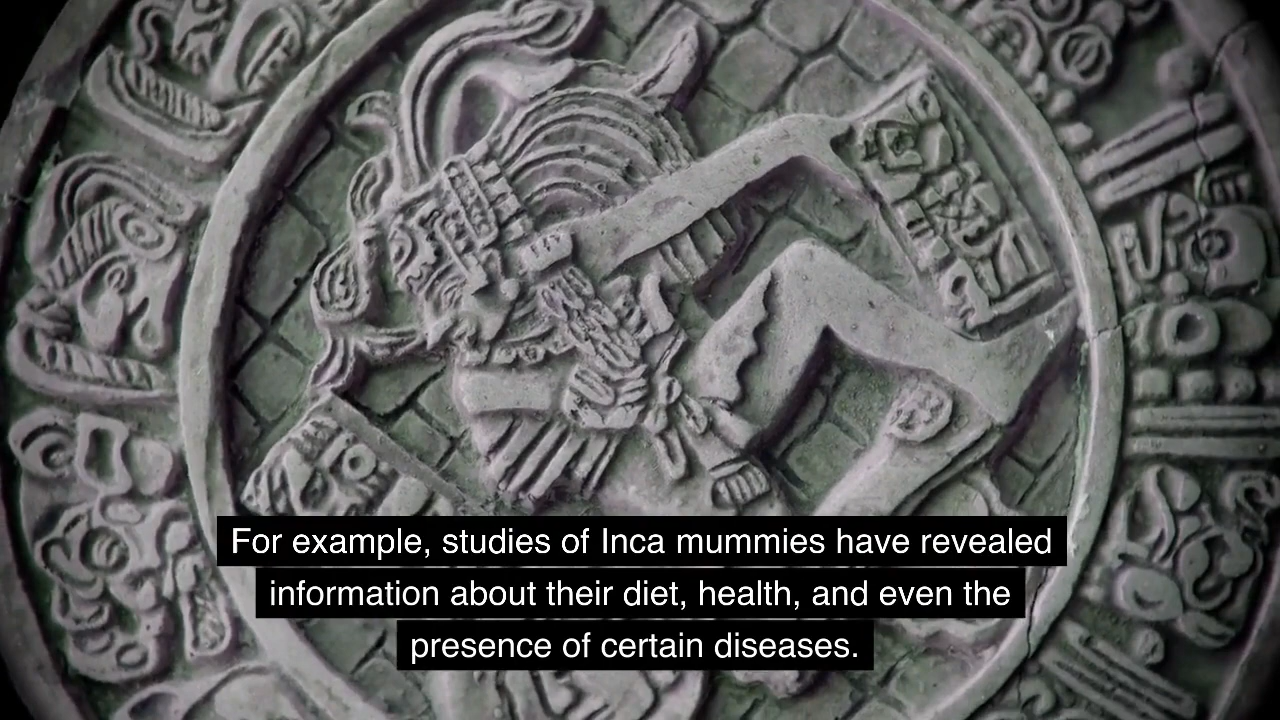 For example, studies of Inca mummies have revealed
information about their diet, health, and even the
presence of certain diseases.